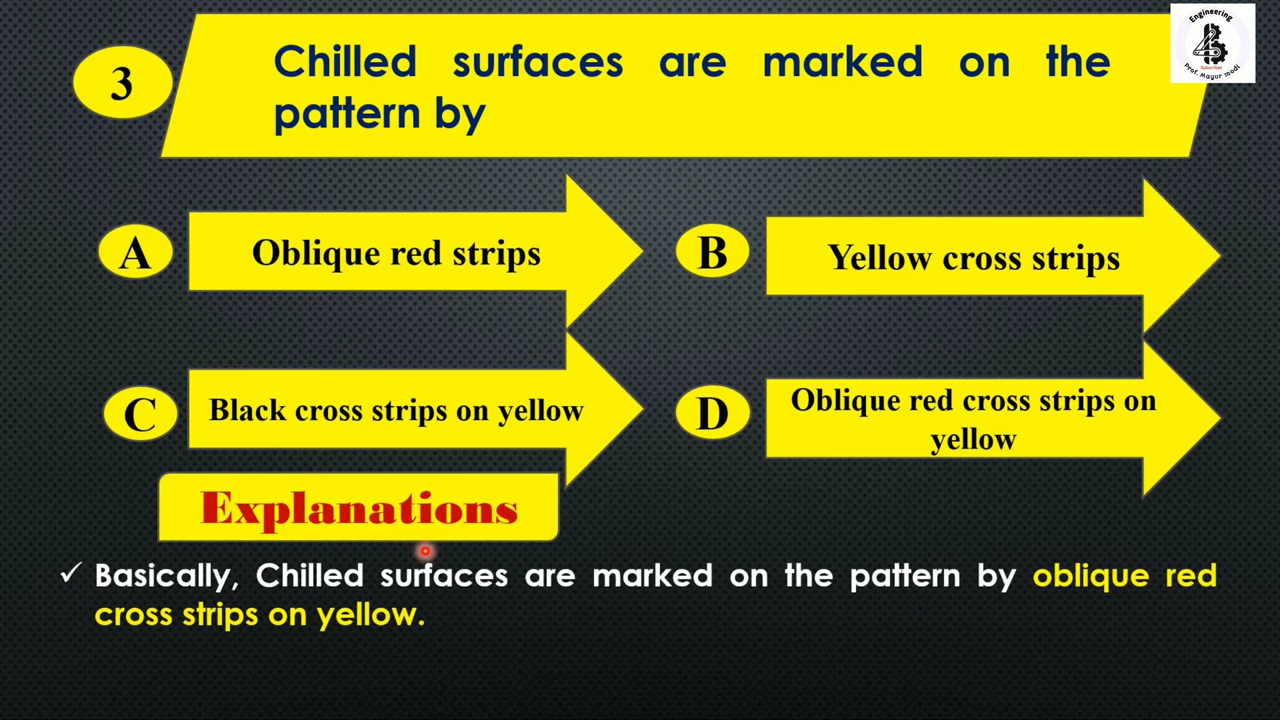 Engineering
Subscribes
Prof. Mayur modi
3
Chilled surfaces are marked on the
pattern by
A
Oblique red strips
B
Yellow cross strips
C
Black cross strips on yellow
D
Oblique red cross strips on
yellow
Explanations
✓ Basically, Chilled surfaces are marked on the pattern by oblique red
cross strips on yellow.